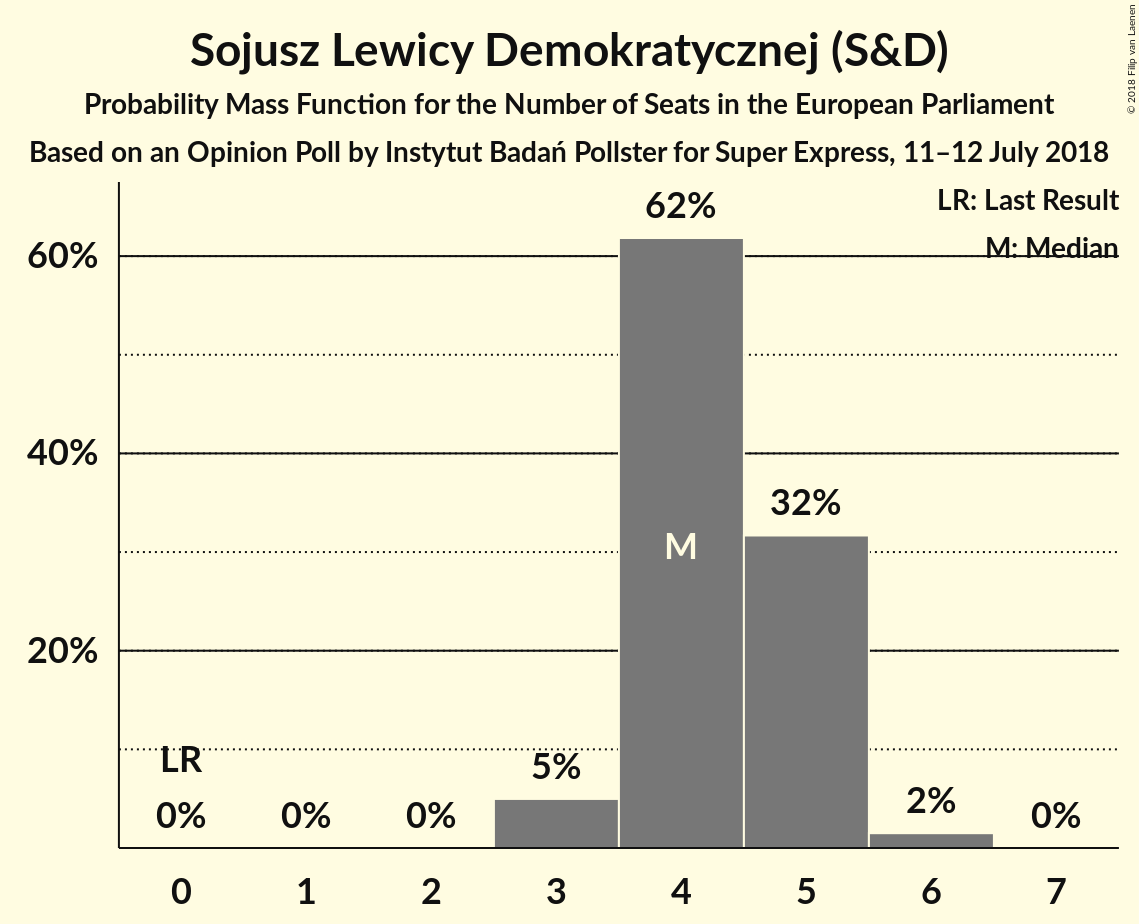 Sojusz Lewicy Demokratycznej (S&D)
Probability Mass Function for the Number of Seats in the European Parliament
Based on an Opinion Poll by Instytut Badań Pollster for Super Express, 11–12 July 2018
© 2018 Filip van Laenen
LR: Last Result
M: Median
60%
40%
20%
62%
32%
M
LR
0%
0%
0%
5%
2%
0%
0
1
2
3
4
5
6
7